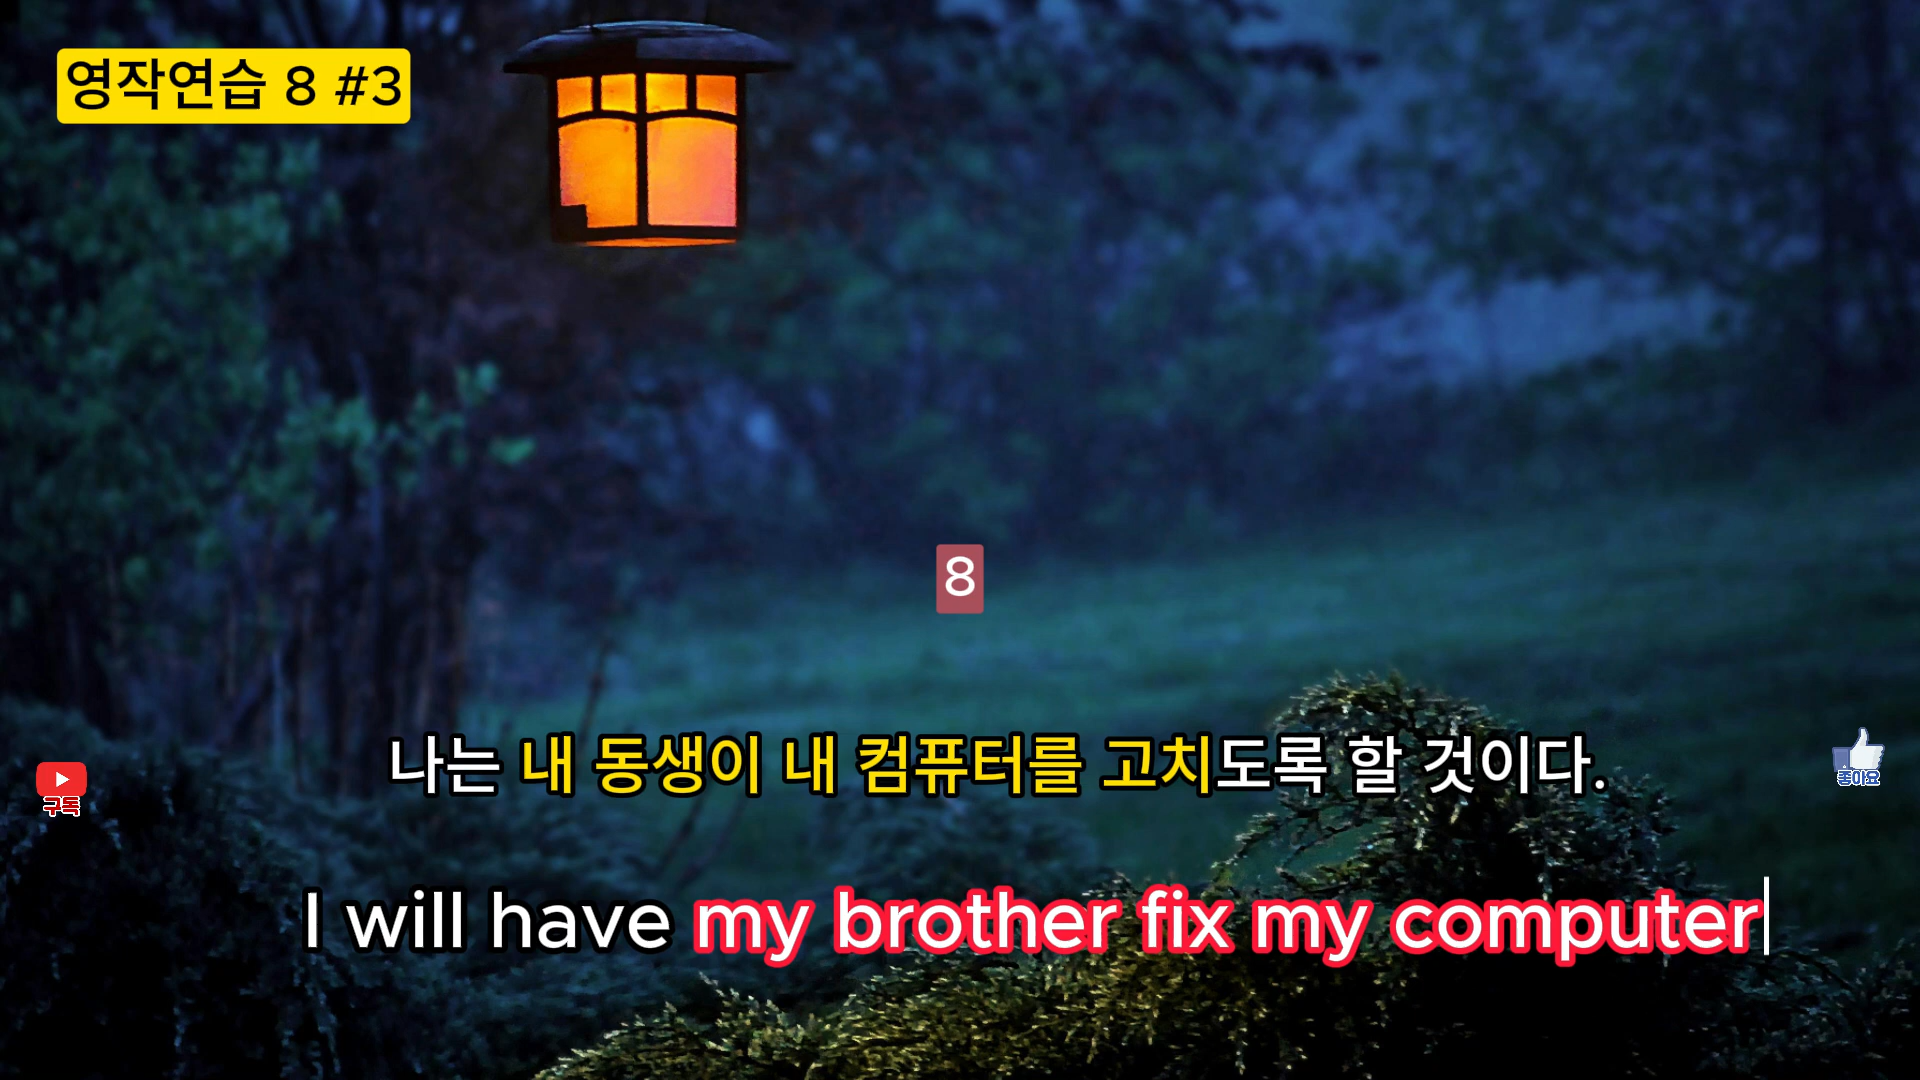 영작연습 8 #3
8
나는 내 동생이 내 컴퓨터를 고치도록 할 것이다.
구독
좋아요
I will have my brother fix my computer